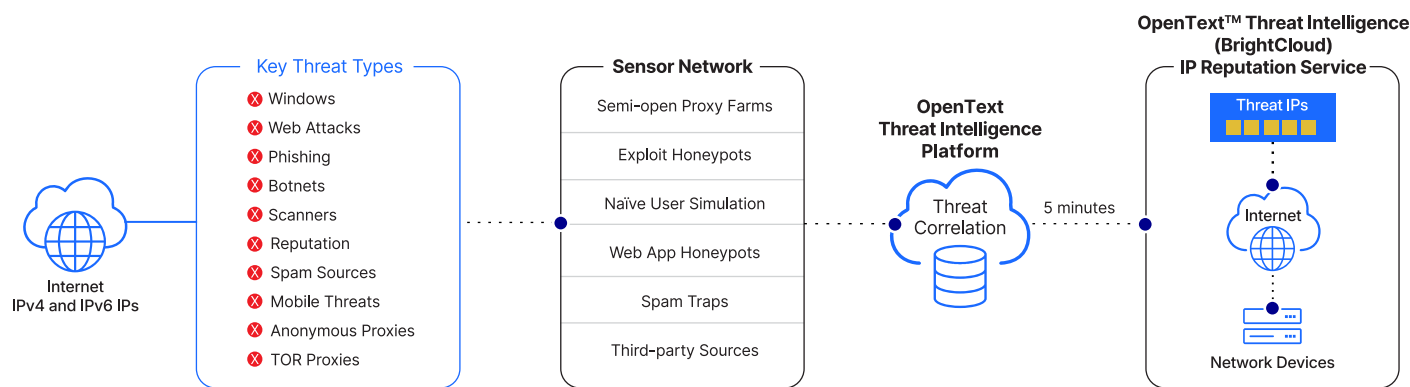 Internet
IPv4 and IPv6 IPs
Key Threat Types
Windows
Web Attacks
Phishing
Botnets
Scanners
Reputation
Spam Sources
Mobile Threats
Anonymous Proxies
TOR Proxies
Sensor Network
Semi-open Proxy Farms
Exploit Honeypots
Naïve User Simulation
Web App Honeypots
Spam Traps
Third-party Sources
OpenText
Threat Intelligence
Platform
Threat
Correlation
5 minutes
OpenText™ Threat Intelligence
(BrightCloud)
IP Reputation Service
Threat IPs
Internet
Network Devices